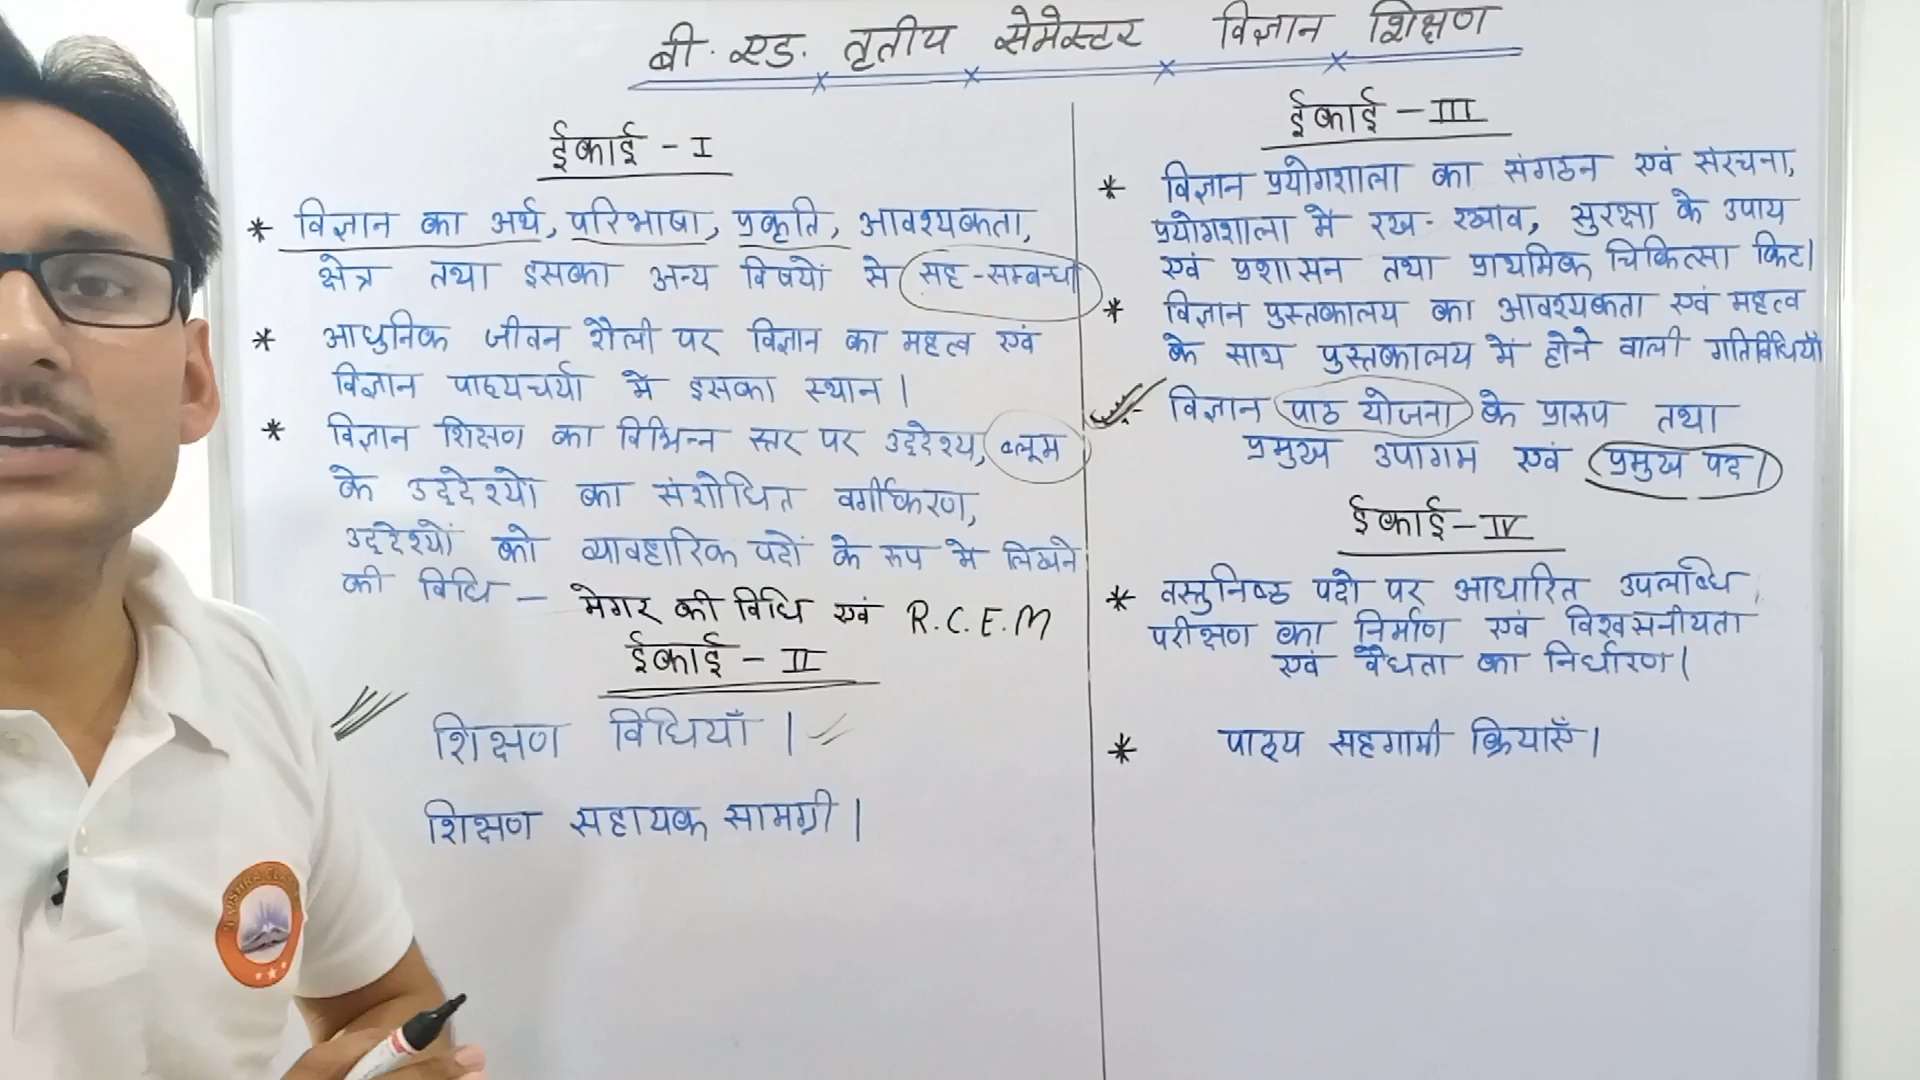 बी. एड. तृतीय सेमेस्टर विज्ञान शिक्षण
ईकाई - I
* विज्ञान का अर्थ, परिभाषा, प्रकृति, आवश्यकता,
क्षेत्र तथा इसका अन्य विषयों से सह-सम्बन्ध।
* आधुनिक जीवन शैली पर विज्ञान का महत्व एवं
विज्ञान पाठ्यचर्या में इसका स्थान।
* विज्ञान शिक्षण का विभिन्न स्तर पर उद्देश्य, ब्लूम
के उद्देश्यो का संशोधित वर्गीकरण,
उद्देश्यों को व्यावहारिक पदों के रूप मे लिखने
की विधि - मेगर की विधि एवं R.C.E.M
ईकाई - II
शिक्षण विधियाँ।
शिक्षण सहायक सामग्री।
ईकाई - III
* विज्ञान प्रयोगशाला का संगठन एवं संरचना,
प्रयोगशाला मे रख-रखाव, सुरक्षा के उपाय
एवं प्रशासन तथा प्राथमिक चिकित्सा किट।
* विज्ञान पुस्तकालय का आवश्यकता एवं महत्व
के साथ पुस्तकालय में होने वाली गतिविधियाँ
विज्ञान पाठ योजना के प्रारूप तथा
प्रमुख उपागम एवं प्रमुख पद।
ईकाई - IV
* वस्तुनिष्ठ पदो पर आधारित उपलब्धि
परीक्षण का निर्माण एवं विश्वसनीयता
एवं वैधता का निर्धारण।
* पाठ्य सहगामी क्रियाएँ।